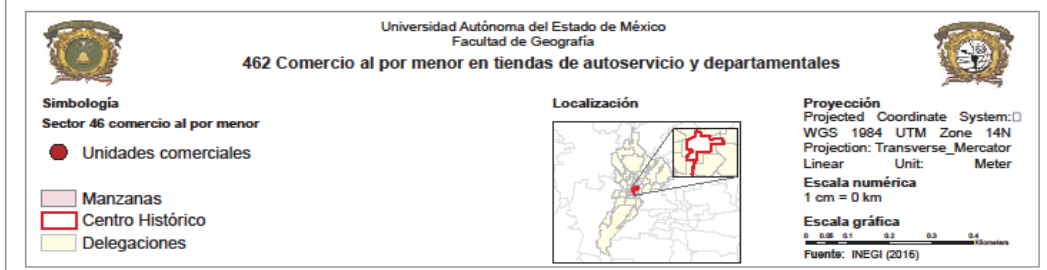 Universidad Autónoma del Estado de México
Facultad de Geografía
462 Comercio al por menor en tiendas de autoservicio y departamentales
Simbología
Sector 46 comercio al por menor
Unidades comerciales
Manzanas
Centro Histórico
Delegaciones
Localización
Proyección
Projected Coordinate System:□
WGS 1984 UTM Zone 14N
Projection: Transverse_Mercator
Linear Unit: Meter
Escala numérica
1 cm = 0 km
Escala gráfica
0 0.05 0.1 0.2 0.3 0.4
Kilometers
Fuente: INEGI (2016)